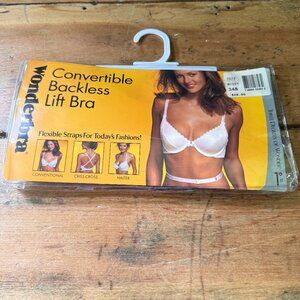 Wonderbra
Convertible
Backless
Lift Bra
Flexible Straps For Today's Fashions!
CONVENTIONAL
CRISS-CROSS
HALTER
34B